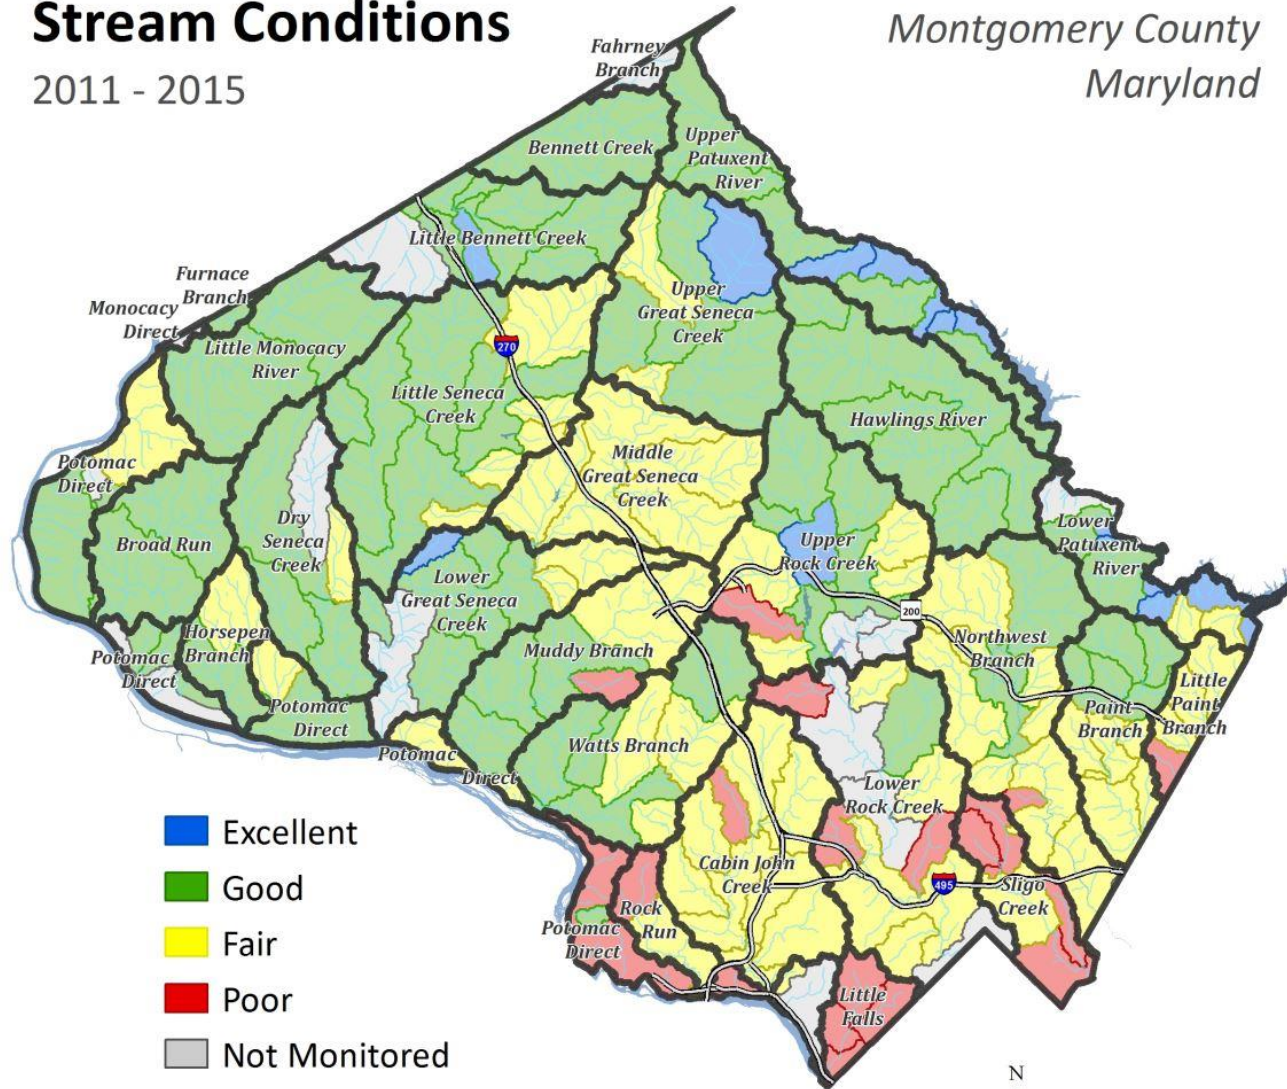 Stream Conditions
2011 - 2015
Montgomery County
Maryland
Fahrney
Branch
Bennett Creek
Upper
Patuxent
River
Little Bennett Creek
Furnace
Branch
Monocacy
Direct
Upper
Great Seneca
Creek
270
Little Monocacy
River
Little Seneca
Creek
Hawlings River
Middle
Great Seneca
Creek
Potomac
Direct
Broad Run
Dry
Seneca
Creek
Upper
Rock Creek
Lower
Patuxent
River
Lower
Great Seneca
Creek
200
Horsepen
Branch
Potomac
Direct
Muddy Branch
Northwest
Branch
Little
Paint
Branch
Paint
Branch
Potomac
Direct
Watts Branch
Potomac
Direct
Lower
Rock Creek
Excellent
Good
Fair
Poor
Not Monitored
Cabin John
Creek
495
Sligo
Creek
Rock
Run
Potomac
Direct
Little
Falls
N